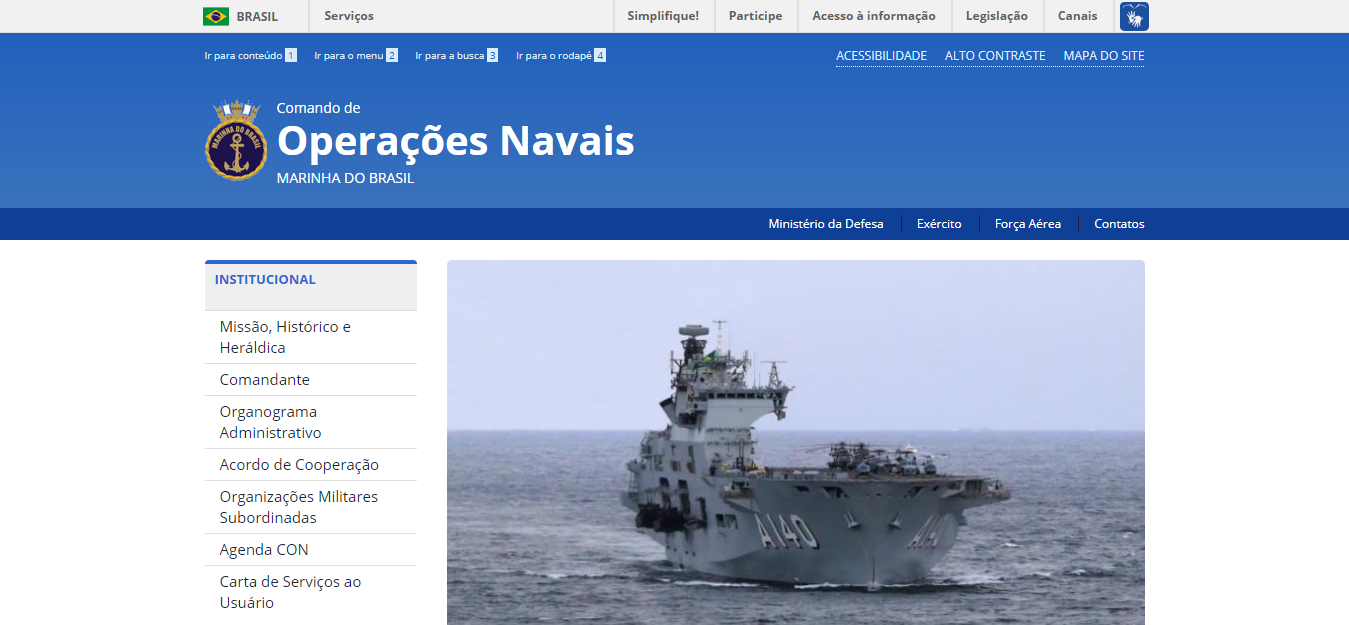 BRASIL
Serviços
Simplifique!
Participe
Acesso à informação
Legislação
Canais
Ir para conteúdo 1
Ir para o menu 2
Ir para a busca 3
Ir para o rodapé 4
ACESSIBILIDADE
ALTO CONTRASTE
MAPA DO SITE
MARINHA DO BRASIL
Comando de
Operações Navais
MARINHA DO BRASIL
Ministério da Defesa
Exército
Força Aérea
Contatos
INSTITUCIONAL
Missão, Histórico e
Heráldica
Comandante
Organograma
Administrativo
Acordo de Cooperação
Organizações Militares
Subordinadas
Agenda CON
Carta de Serviços ao
Usuário
A140
A140